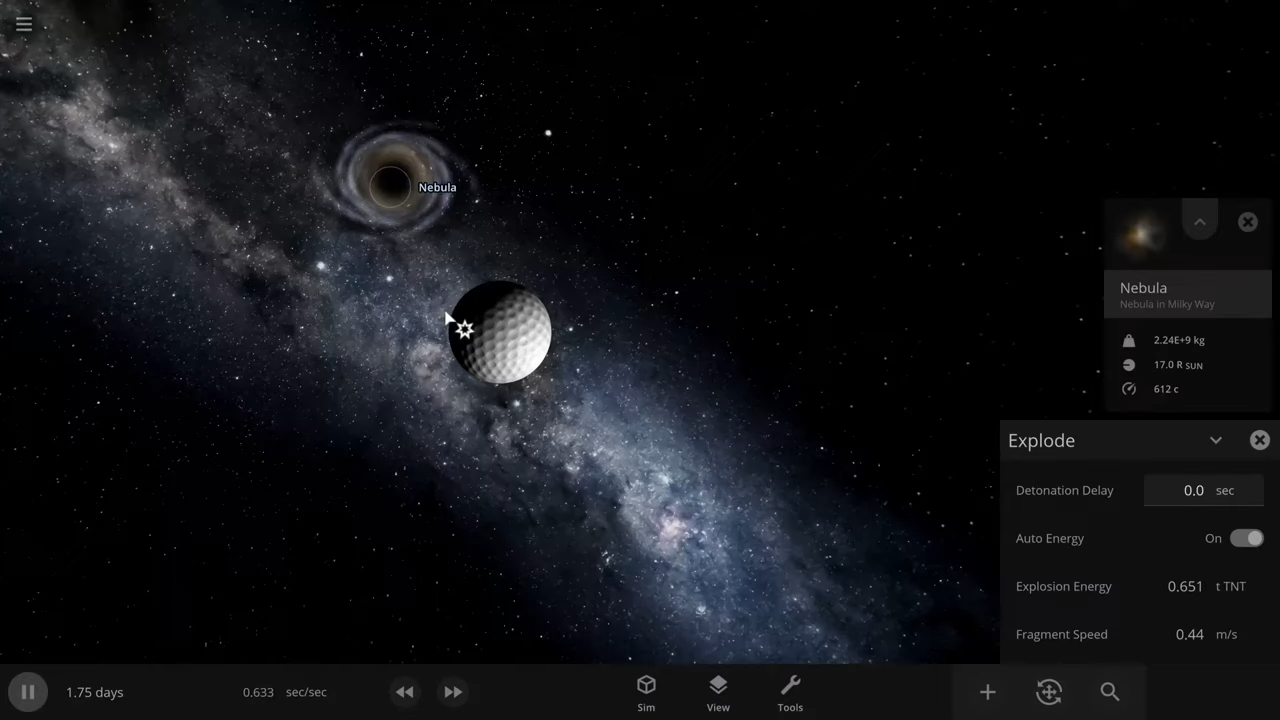 Nebula
Nebula
Nebula in Milky Way
2.24E+9 kg
17.0 R SUN
612 c
Explode
Detonation Delay 0.0 sec
Auto Energy On
Explosion Energy 0.651 t TNT
Fragment Speed 0.44 m/s
1.75 days 0.633 sec/sec Sim View Tools